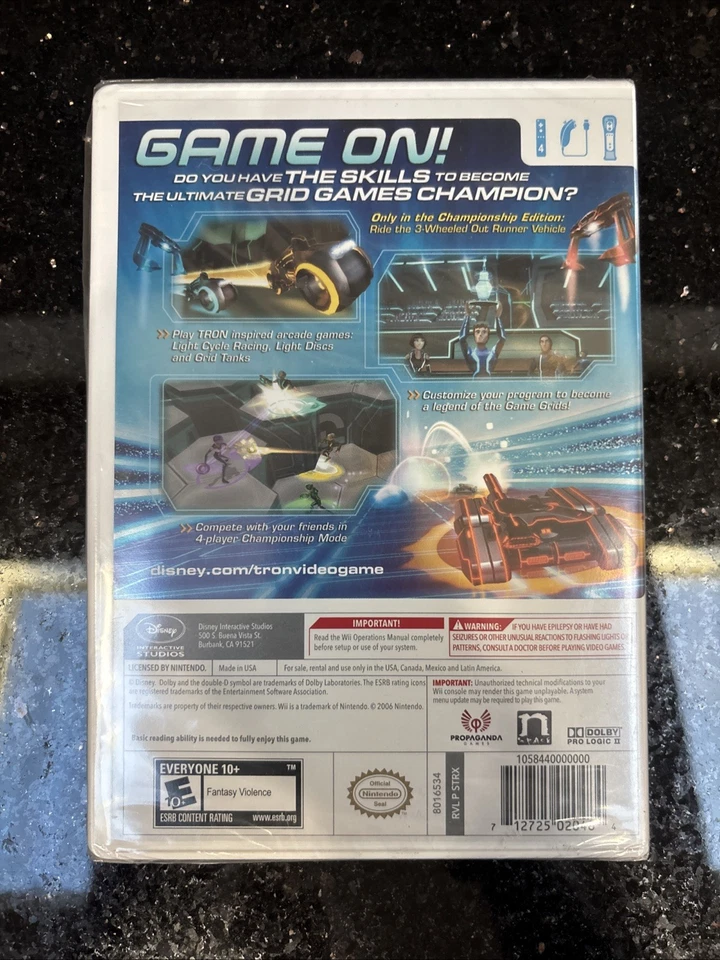 GAME ON!
DO YOU HAVE THE SKILLS TO BECOME
THE ULTIMATE GRID GAMES CHAMPION?
4
Only in the Championship Edition:
Ride the 3-Wheeled Out Runner Vehicle
Play TRON inspired arcade games:
Light Cycle Racing, Light Discs
and Grid Tanks
Customize your program to become
a legend of the Game Grids!
Compete with your friends in
4-player Championship Mode
disney.com/tronvideogame
Disney
INTERACTIVE
STUDIOS
Disney Interactive Studios
500 S. Buena Vista St.
Burbank, CA 91521
IMPORTANT!
Read the Wii Operations Manual completely
before setup or use of your system.
WARNING: IF YOU HAVE EPILEPSY OR HAVE HAD
SEIZURES OR OTHER UNUSUAL REACTIONS TO FLASHING LIGHTS OR
PATTERNS, CONSULT A DOCTOR BEFORE PLAYING VIDEO GAMES.
LICENSED BY NINTENDO.
Made in USA
For sale, rental and use only in the USA, Canada, Mexico and Latin America.
© Disney. Dolby and the double-D symbol are trademarks of Dolby Laboratories. The ESRB rating icons
are registered trademarks of the Entertainment Software Association.
Trademarks are property of their respective owners. Wii is a trademark of Nintendo. © 2006 Nintendo.
Basic reading ability is needed to fully enjoy this game.
IMPORTANT: Unauthorized technical modifications to your
Wii console may render this game unplayable. A system
menu update may be required to play this game.
PROPAGANDA
GAMES
n
SPACE
DOLBY
PRO LOGIC II
EVERYONE 10+ ™
E
10+
Fantasy Violence
ESRB CONTENT RATING www.esrb.org
Official
Nintendo
Seal
8016534
RVL P STRX
1058440000000
7 12725 4